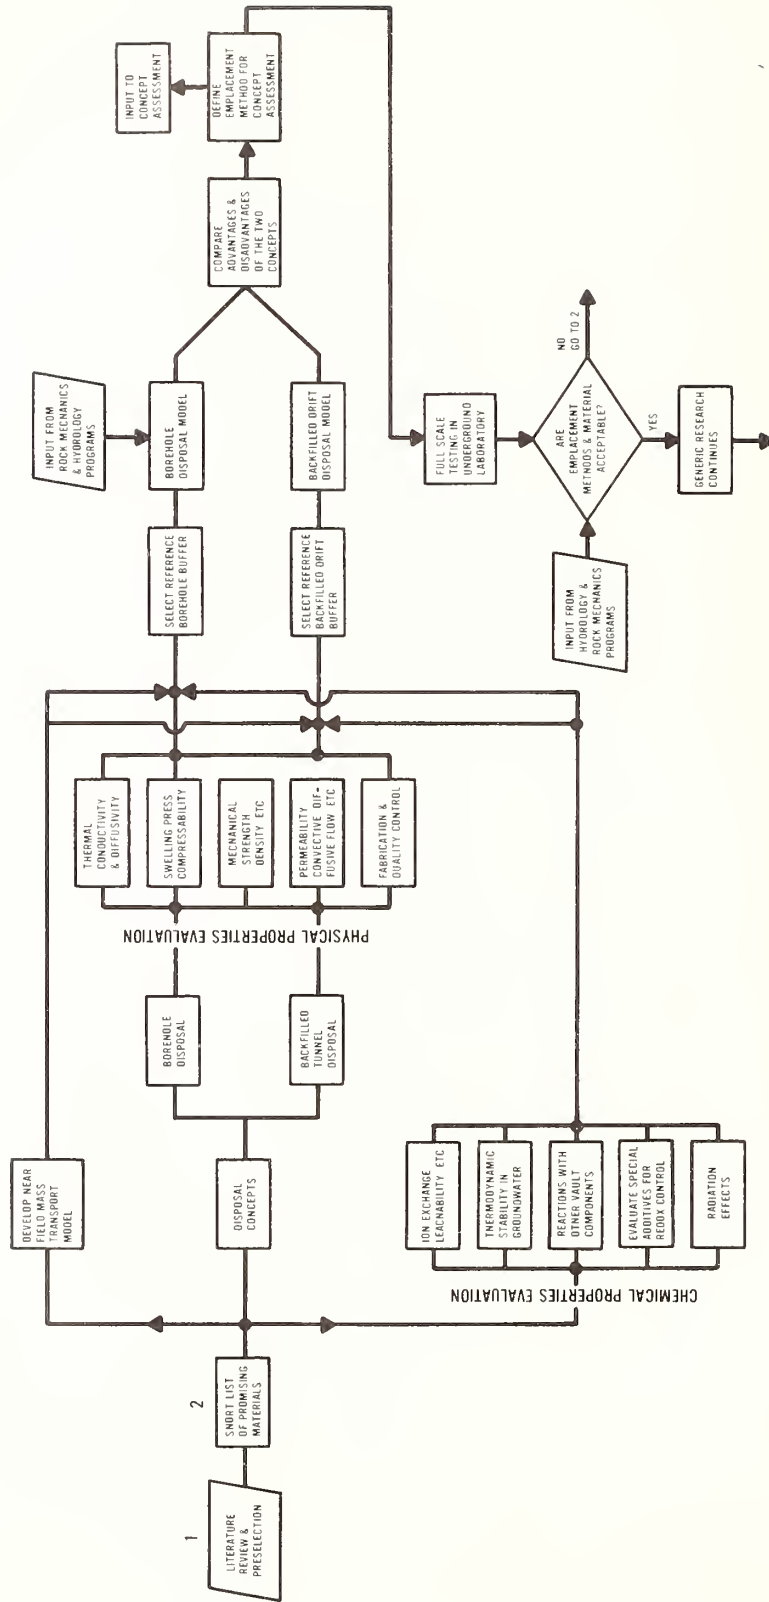 1
LITERATURE
REVIEW &
PRESELECTION
2
SNORT LIST
OF PROMISING
MATERIALS
DEVELOP NEAR
FIELD MASS
TRANSPORT
MODEL
DISPOSAL
CONCEPTS
CHEMICAL PROPERTIES EVALUATION
ION EXCHANGE
LEACNABILITY ETC
TNERMODYNAMIC
STABILITY IN
GROUNDWATER
REACTIONS WITH
OTHER VAULT
COMPONENTS
EVALUATE SPECIAL
ADDITIVES FOR
REDOX CONTROL
RADIATION
EFFECTS
BORENOLE
DISPOSAL
BACKFILLED
TUNNEL
DISPOSAL
PHYSICAL PROPERTIES EVALUATION
THERMAL
CONDUCTIVITY
& DIFFUSIVITY
SWELLING PRESS
COMPRESSABILITY
MECNANICAL
STRENGTH
DENSITY ETC
PERMEABILITY
CONVECTIVE DIF-
FUSIVE FLOW ETC
FABRICATION &
QUALITY CONTROL
SELECT REFERENCE
BOREHOLE BUFFER
SELECT REFERENCE
BACKFILLED DRIFT
BUFFER
INPUT FROM
ROCK MECNANICS
& HYDROLOGY
PROGRAMS
BOREHOLE
DISPOSAL MODEL
BACKFILLED DRIFT
DISPOSAL MODEL
COMPARE
ADVANTAGES &
DISADVANTAGES
OF THE TWO
CONCEPTS
INPUT TO
CONCEPT
ASSESSMENT
DEFINE
EMPLACEMENT
METHOD FOR
CONCEPT
ASSESSMENT
FULL SCALE
TESTING IN
UNDERGROUND
LABORATORY
INPUT FROM
HYDROLOGY &
ROCK MECHANICS
PROGRAMS
ARE
EMPLACEMENT
METHODS & MATERIAL
ACCEPTABLE?
NO
GO TO 2
YES
GENERIC RESEARCH
CONTINUES